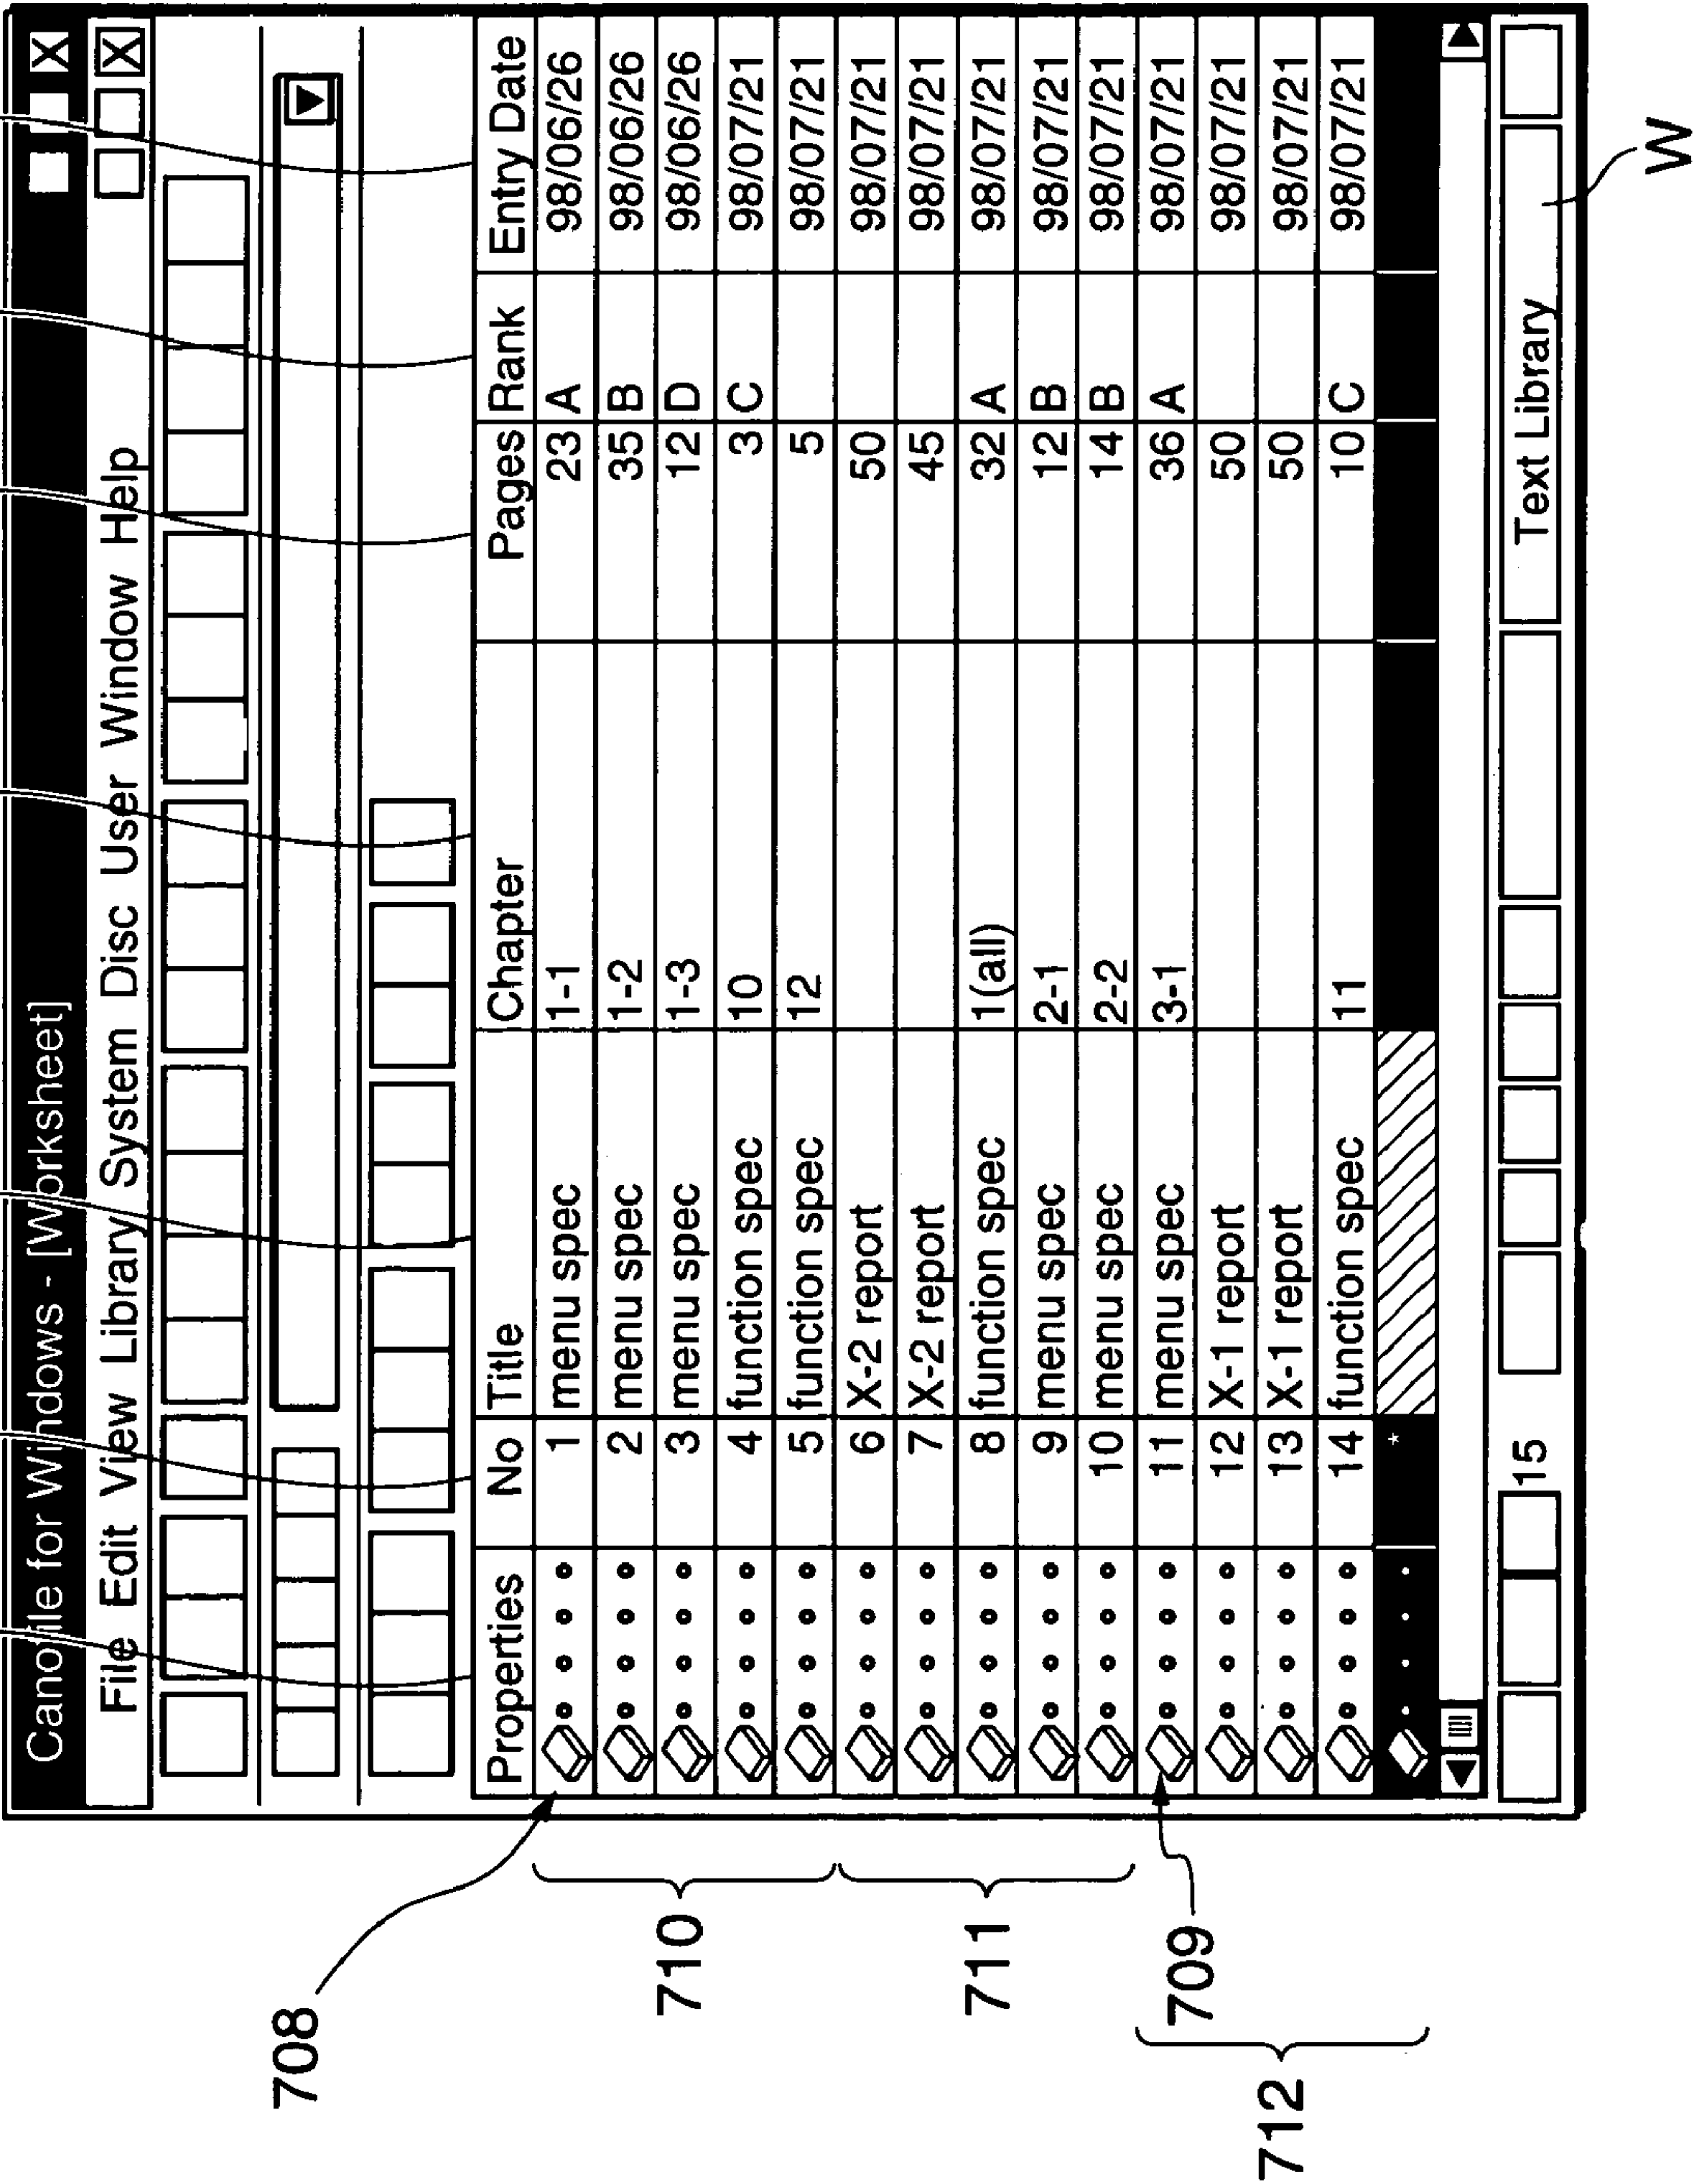 Canofile for Windows - [Worksheet] X
File Edit View Library System Disc User Window Help X
Properties No Title Chapter Pages Rank Entry Date
1 menu spec 1-1 23 A 98/06/26
2 menu spec 1-2 35 B 98/06/26
3 menu spec 1-3 12 D 98/06/26
4 function spec 10 3 C 98/07/21
5 function spec 12 5 98/07/21
6 X-2 report 50 98/07/21
7 X-2 report 45 98/07/21
8 function spec 1(all) 32 A 98/07/21
9 menu spec 2-1 12 B 98/07/21
10 menu spec 2-2 14 B 98/07/21
11 menu spec 3-1 36 A 98/07/21
12 X-1 report 50 98/07/21
13 X-1 report 50 98/07/21
14 function spec 11 10 C 98/07/21
*
15 Text Library
708
710
711
709
712
W